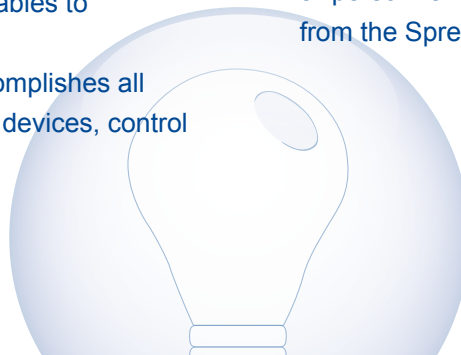 ables to
omplishes all
devices, control
from the Spre